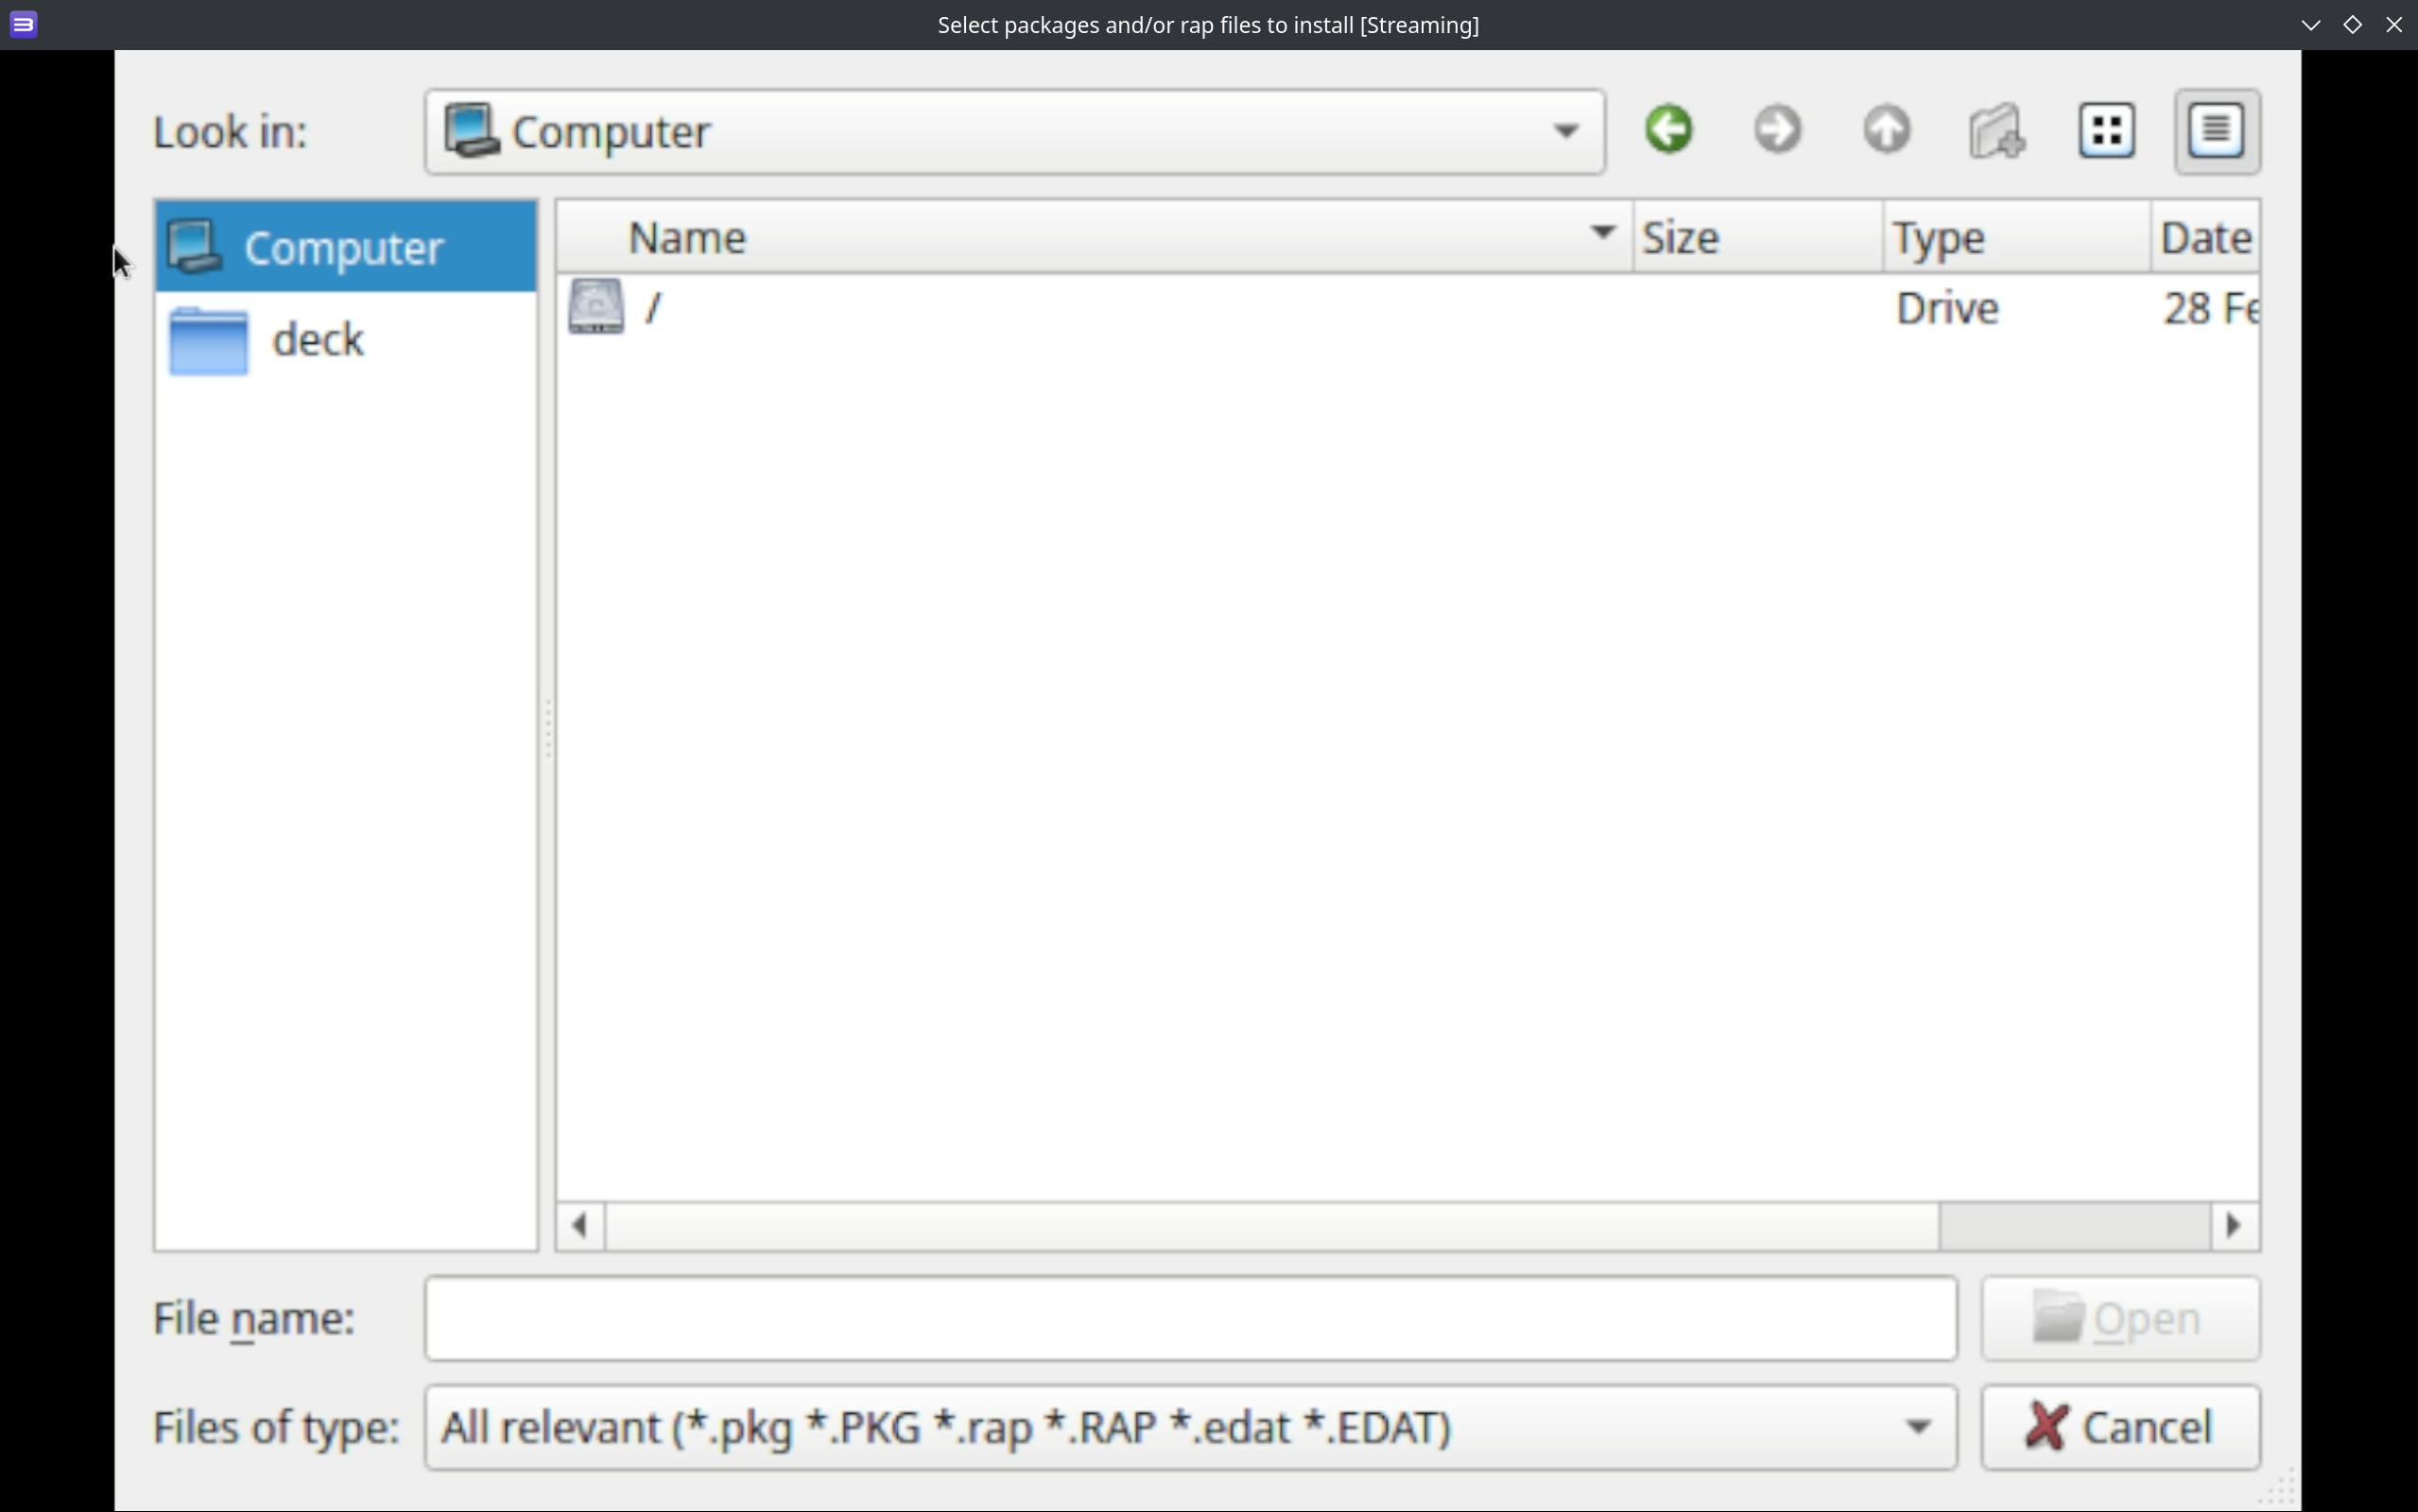 Select packages and/or rap files to install [Streaming]
Look in:
Computer
Computer
deck
Name
Size
Type
Date
/
Drive
28 Fe
File name:
Open
Files of type:
All relevant (*.pkg *.PKG *.rap *.RAP *.edat *.EDAT)
Cancel